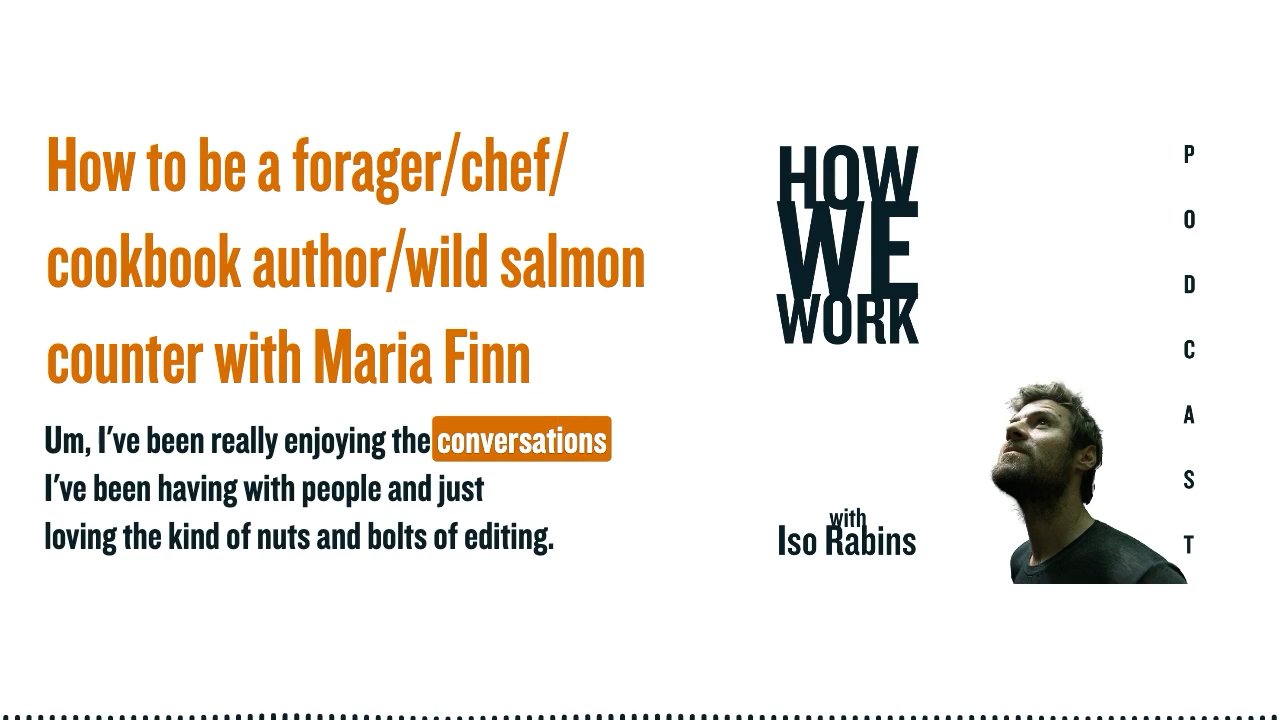 How to be a forager/chef/
cookbook author/wild salmon
counter with Maria Finn
Um, I've been really enjoying the conversations
I've been having with people and just
loving the kind of nuts and bolts of editing.
HOW
WE
WORK
with
Iso Rabins
PODCAST